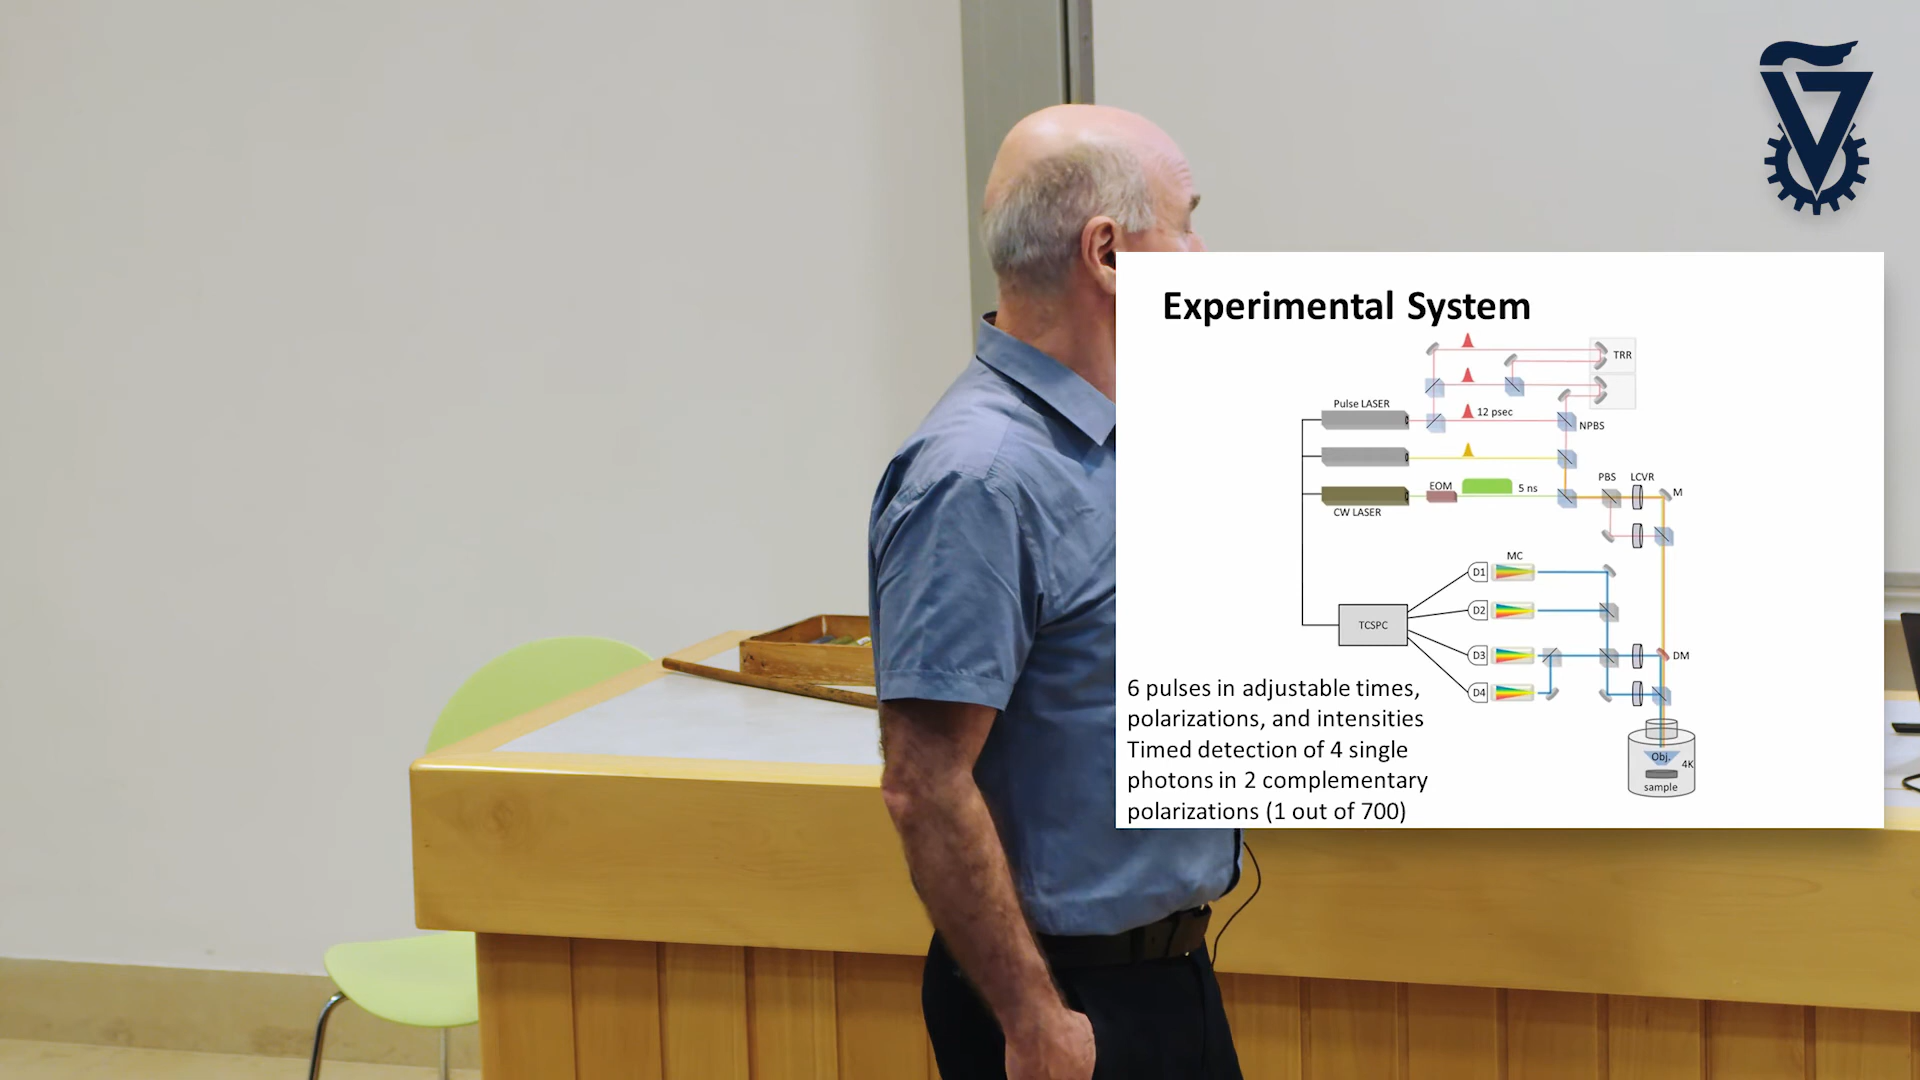 Experimental System
TRR
Pulse LASER
12 psec
NPBS
EOM
5 ns
PBS
LCVR
M
CW LASER
MC
D1
D2
TCSPC
D3
DM
D4
6 pulses in adjustable times,
polarizations, and intensities
Timed detection of 4 single
photons in 2 complementary
polarizations (1 out of 700)
Obj.
4K
sample